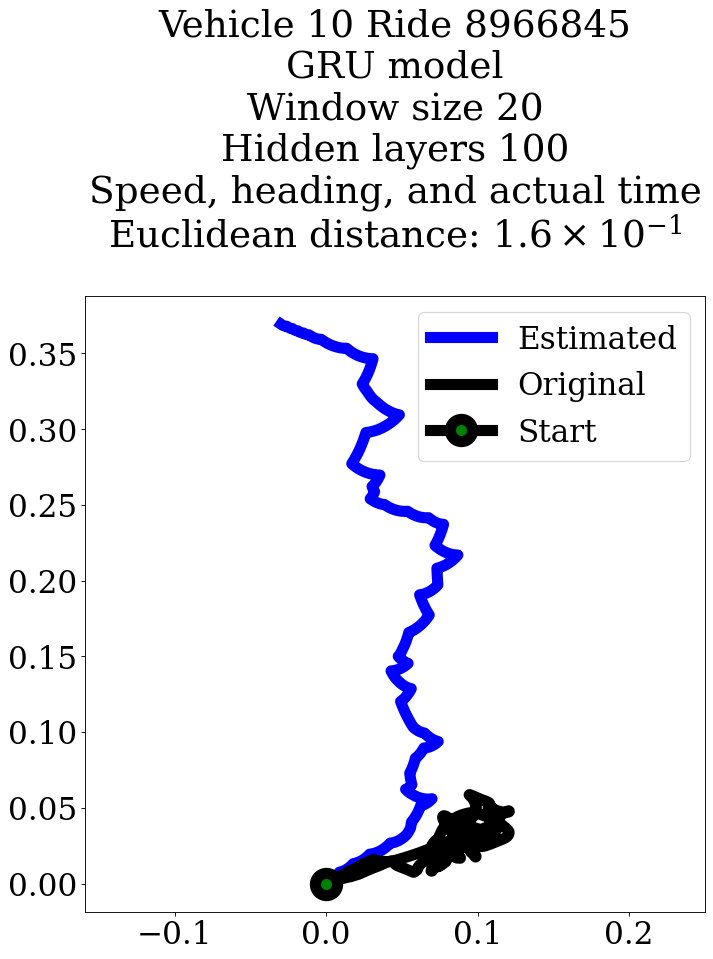 Vehicle 10 Ride 8966845
GRU model
Window size 20
Hidden layers 100
Speed, heading, and actual time
Euclidean distance: 1.6 × 10⁻¹
Estimated
Original
Start
0.35
0.30
0.25
0.20
0.15
0.10
0.05
0.00
−0.1 0.0 0.1 0.2